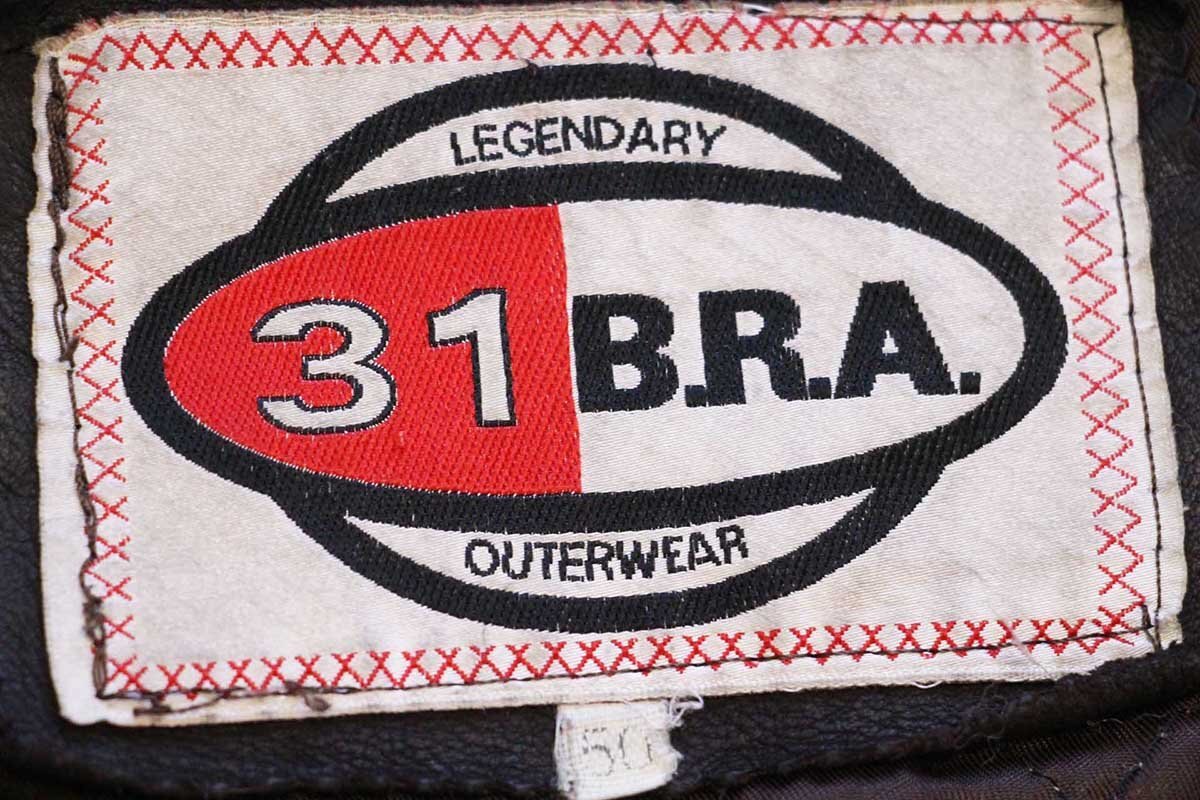 LEGENDARY
31 B.R.A.
OUTERWEAR
50